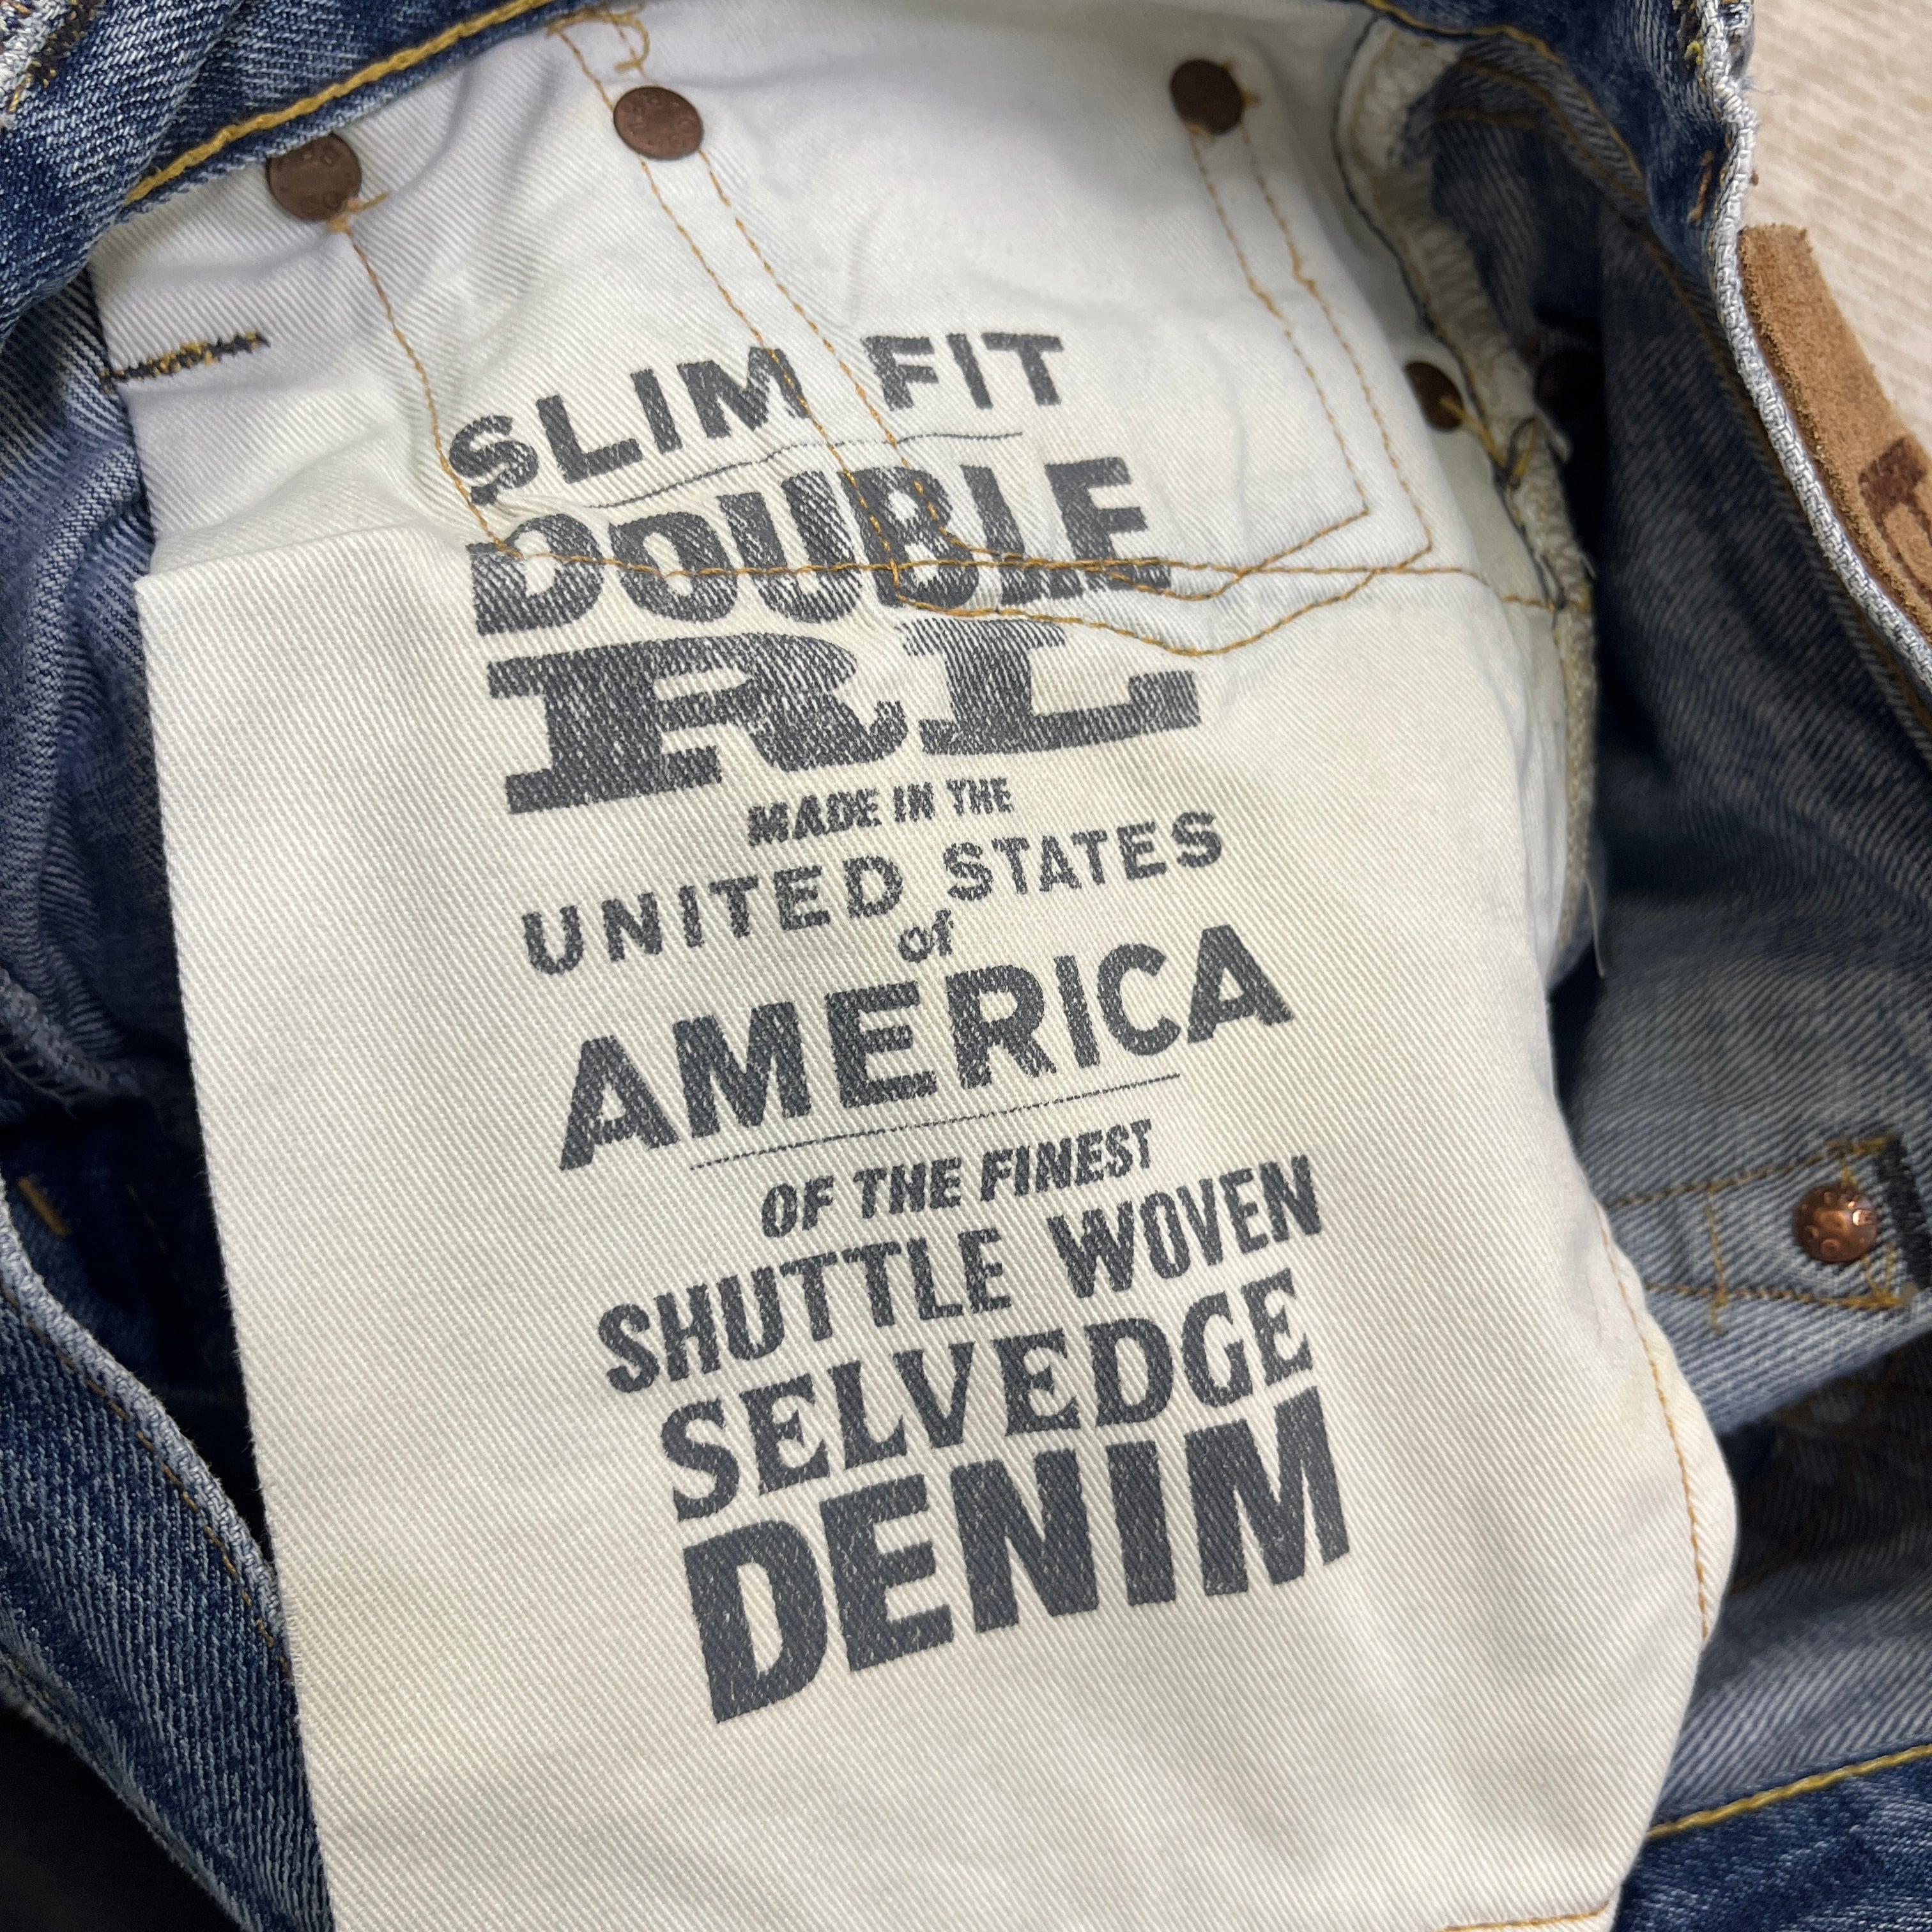 SLIM FIT
DOUBLE
RL
MADE IN THE
UNITED STATES
of
AMERICA
OF THE FINEST
SHUTTLE WOVEN
SELVEDGE
DENIM